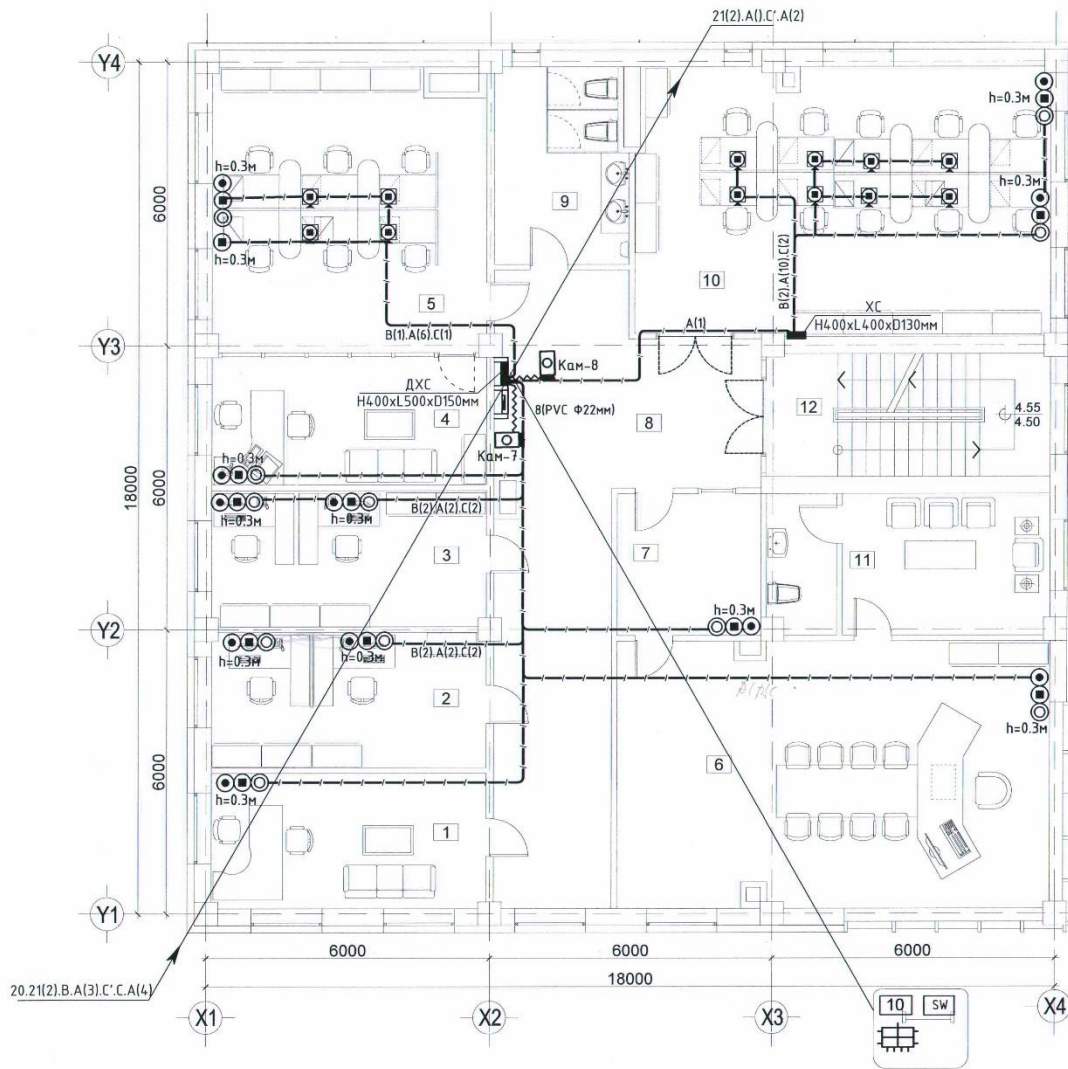 21(2).A().C'.A(2)
Y4
h=0.3м
h=0.3м
h=0.3м
9
6000
h=0.3м
5
10
B(2).A(10).C(2)
B(1).A(6).C(1)
A(1)
ХС
H400xL400xD130мм
Y3
Кам-8
ДХС
H400xL500xD150мм
8(PVC Ф22мм)
4
8
12
4.55
4.50
Кам-7
18000
6000
h=0.3м
h=0.3м
B(2).A(2).C(2)
3
7
11
Y2
h=0.3м
h=0.3м
h=0.3м
B(2).A(2).C(2)
2
h=0.3м
6
6000
h=0.3м
1
Y1
6000
6000
6000
18000
20.21(2).B.A(3).C'.C.A(4)
X1
X2
X3
X4
10
SW